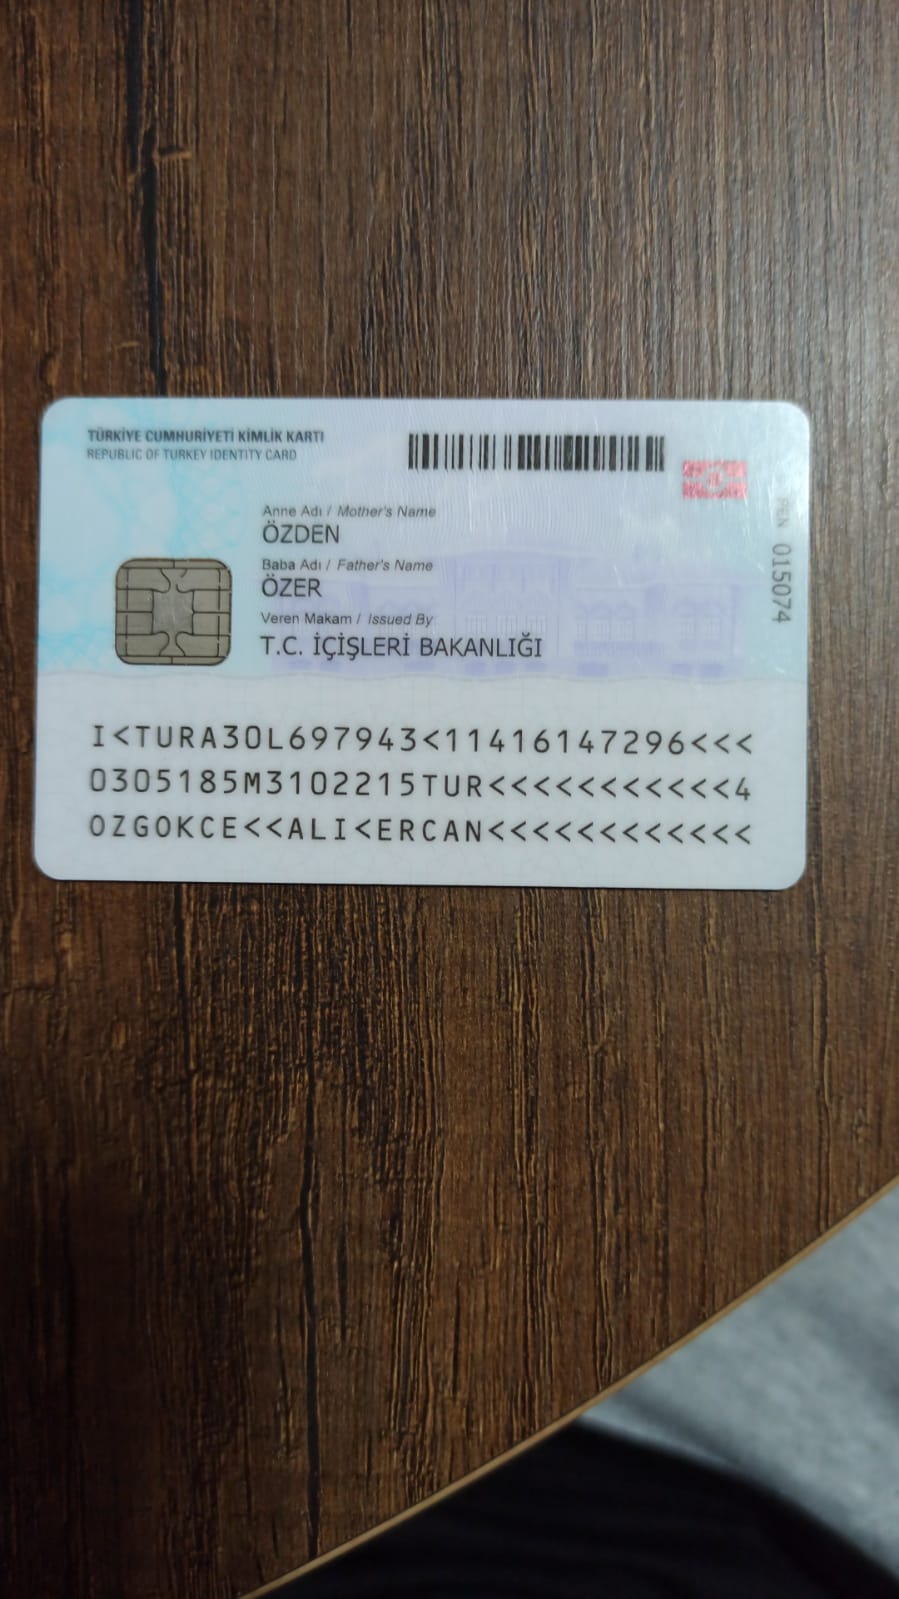 TÜRKİYE CUMHURİYETİ KİMLİK KARTI
REPUBLIC OF TURKEY IDENTITY CARD
Anne Adı / Mother's Name
ÖZDEN
Baba Adı / Father's Name
ÖZER
Veren Makam / Issued By
T.C. İÇİŞLERİ BAKANLIĞI
015074
I<TURA30L697943<11416147296<<<
0305185M3102215TUR<<<<<<<<<<<4
OZGOKCE<<ALI<ERCAN<<<<<<<<<<<<